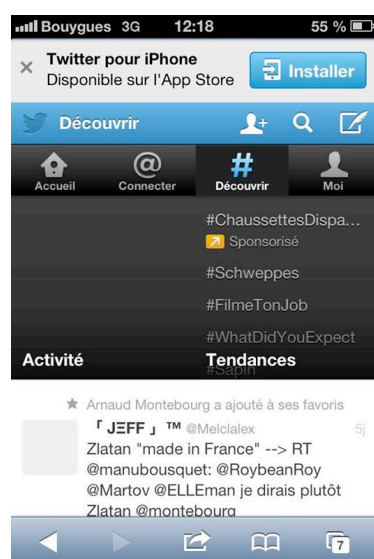 Bouygues 3G 12:18 55 %
Twitter pour iPhone
Disponible sur l'App Store
Installer
Découvrir
Accueil Connecter Découvrir Moi
#ChaussettesDispa...
Sponsorisé
#Schweppes
#FilmeTonJob
#WhatDidYouExpect
#Sapin
Activité Tendances
Arnaud Montebourg a ajouté à ses favoris
「 JΞFF 」 ™ @Melclalex 5j
Zlatan "made in France" --> RT
@manubousquet: @RoybeanRoy
@Martov @ELLEman je dirais plutôt
Zlatan @montebourg
7